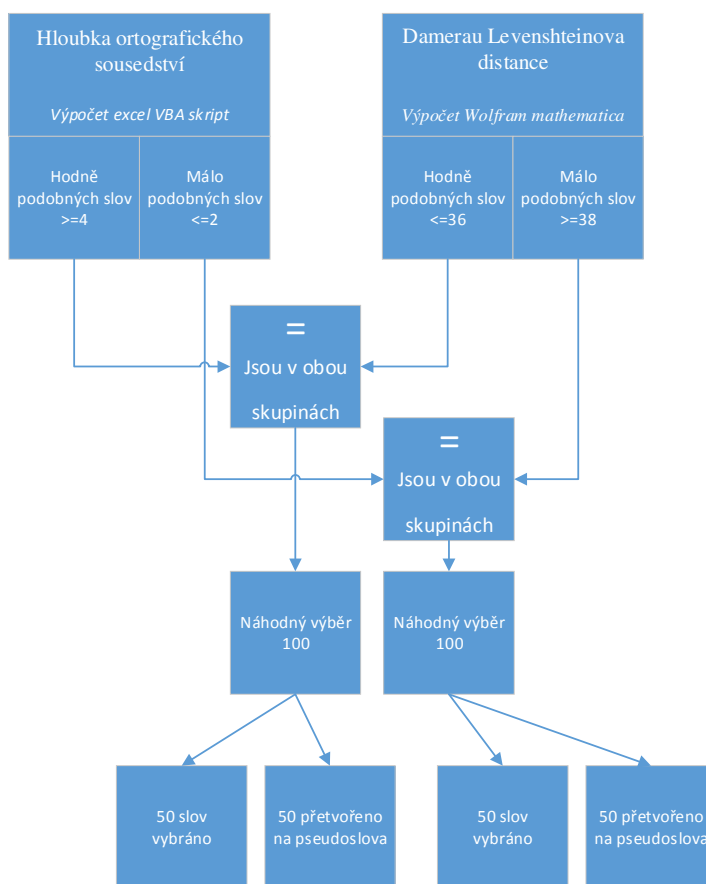 Hloubka ortografického
sousedství
Výpočet excel VBA skript
Hodně
podobných slov
>=4
Málo
podobných slov
<=2
Damerau Levenshteinova
distance
Výpočet Wolfram mathematica
Hodně
podobných slov
<=36
Málo
podobných slov
>=38
=
Jsou v obou
skupinách
=
Jsou v obou
skupinách
Náhodný výběr
100
Náhodný výběr
100
50 slov
vybráno
50 přetvořeno
na pseudoslova
50 slov
vybráno
50 přetvořeno
na pseudoslova